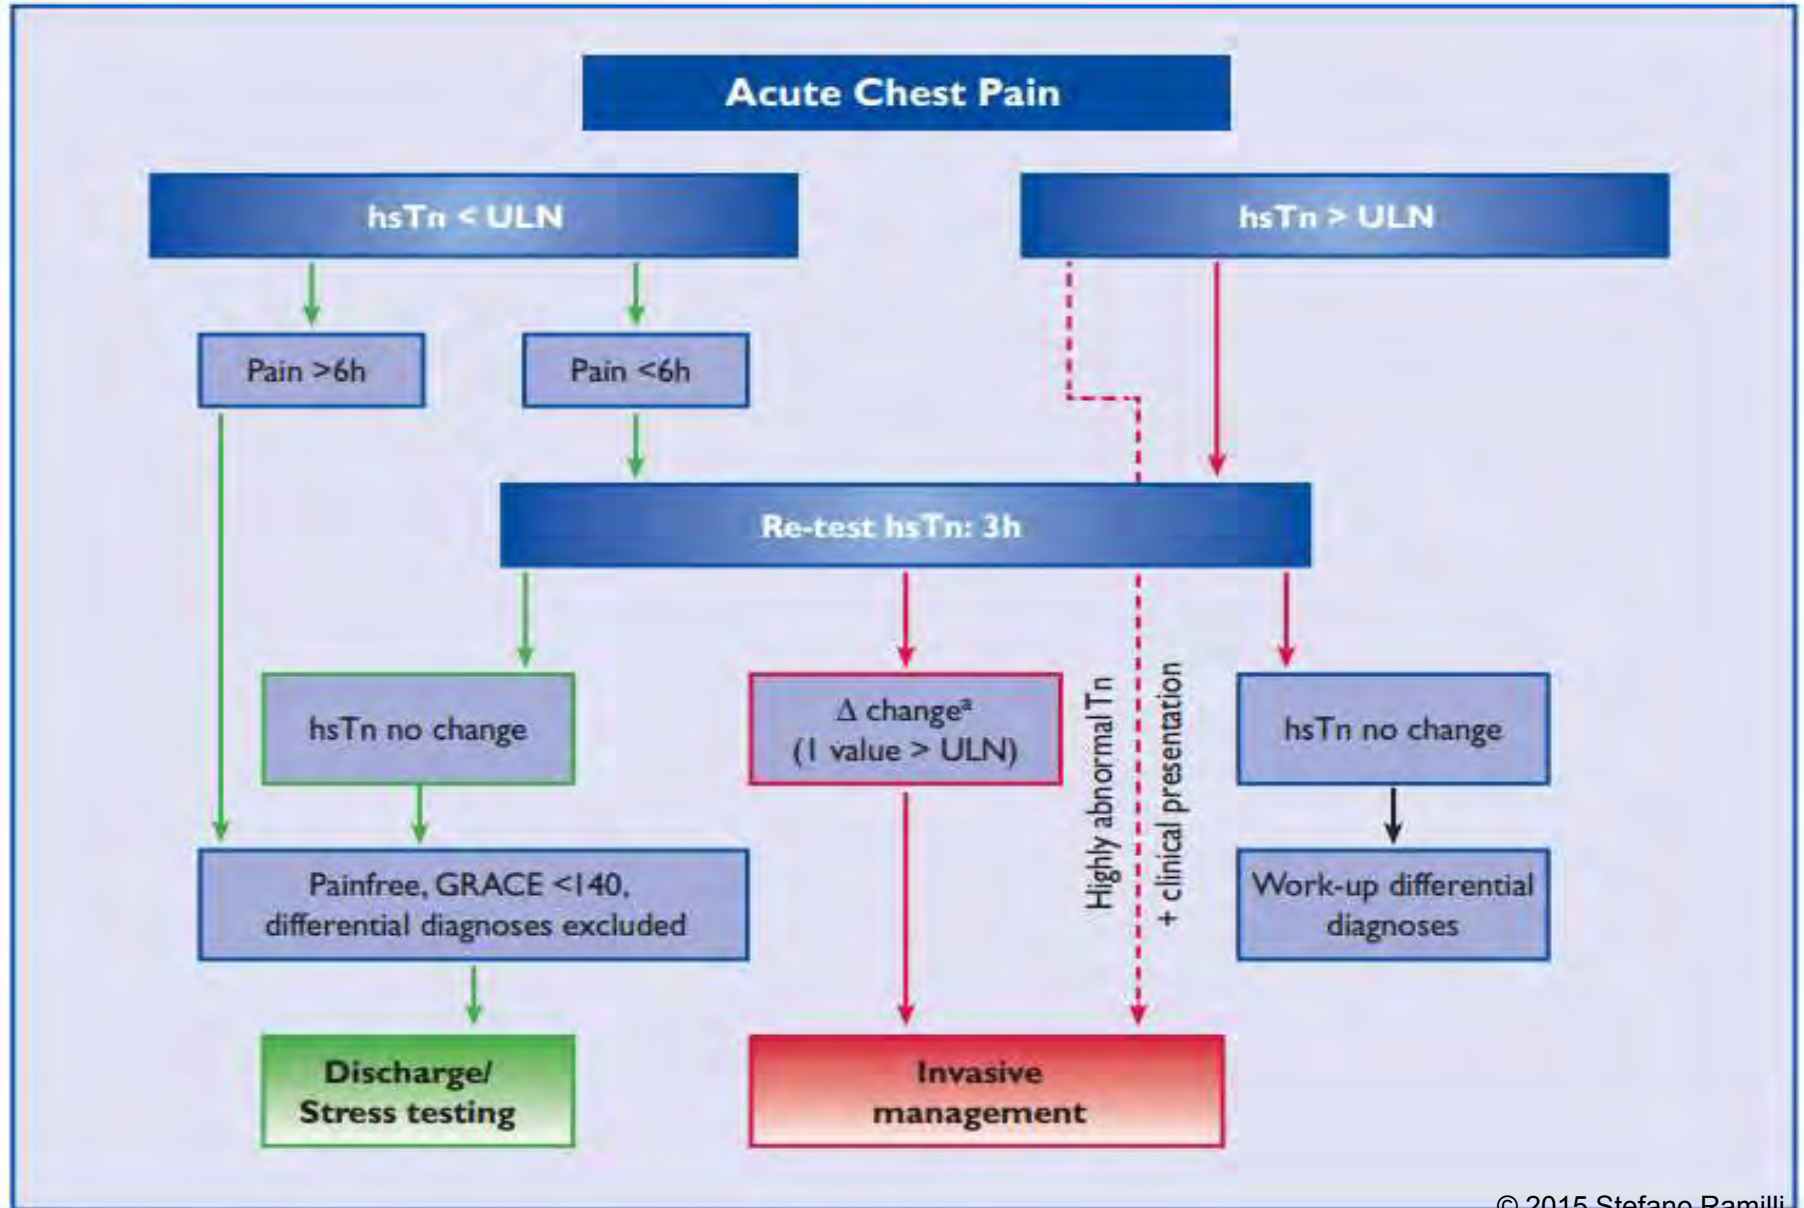 Acute Chest Pain
hsTn < ULN
hsTn > ULN
Pain >6h
Pain <6h
Re-test hsTn: 3h
hsTn no change
Δ changeª
(1 value > ULN)
Highly abnormal Tn
+ clinical presentation
hsTn no change
Painfree, GRACE <140,
differential diagnoses excluded
Work-up differential
diagnoses
Discharge/
Stress testing
Invasive
management
© 2015 Stefano Ramilli